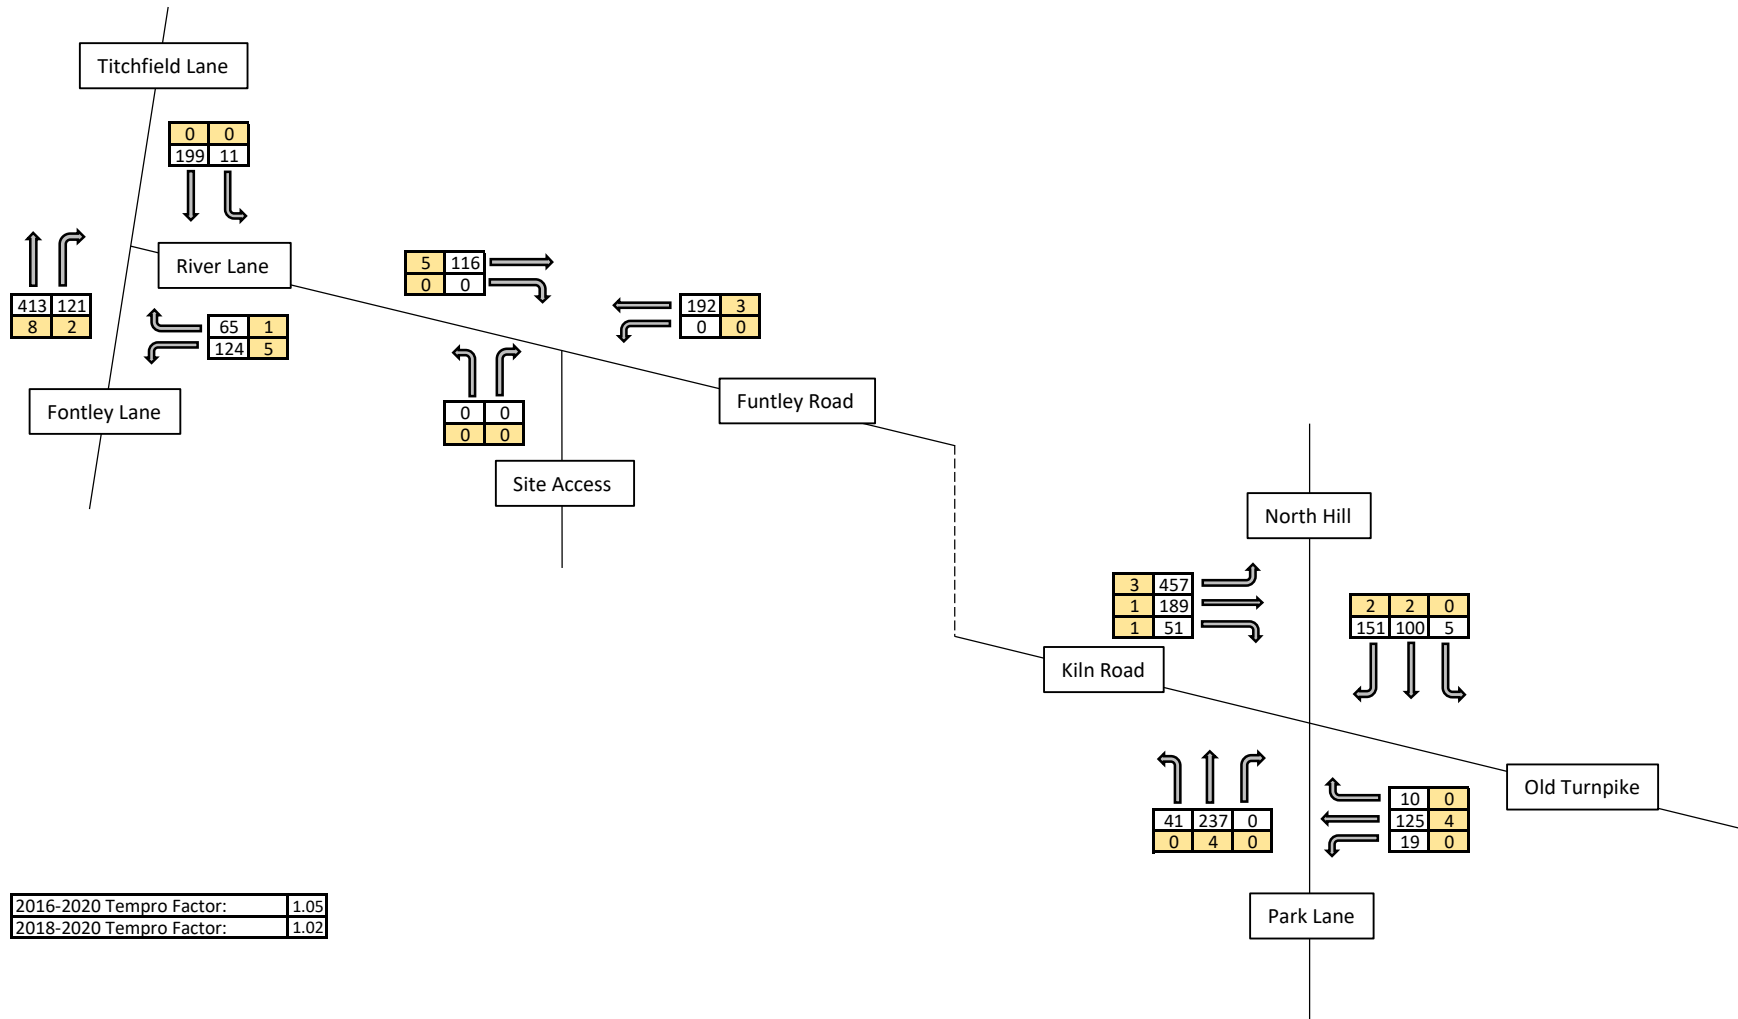 Titchfield Lane
0 0
199 11
River Lane
413 121
8 2
65 1
124 5
Fontley Lane
5 116
0 0
192 3
0 0
0 0
0 0
Funtley Road
Site Access
North Hill
3 457
1 189
1 51
2 2 0
151 100 5
Kiln Road
Old Turnpike
41 237 0
0 4 0
10 0
125 4
19 0
Park Lane
2016-2020 Tempro Factor: 1.05
2018-2020 Tempro Factor: 1.02